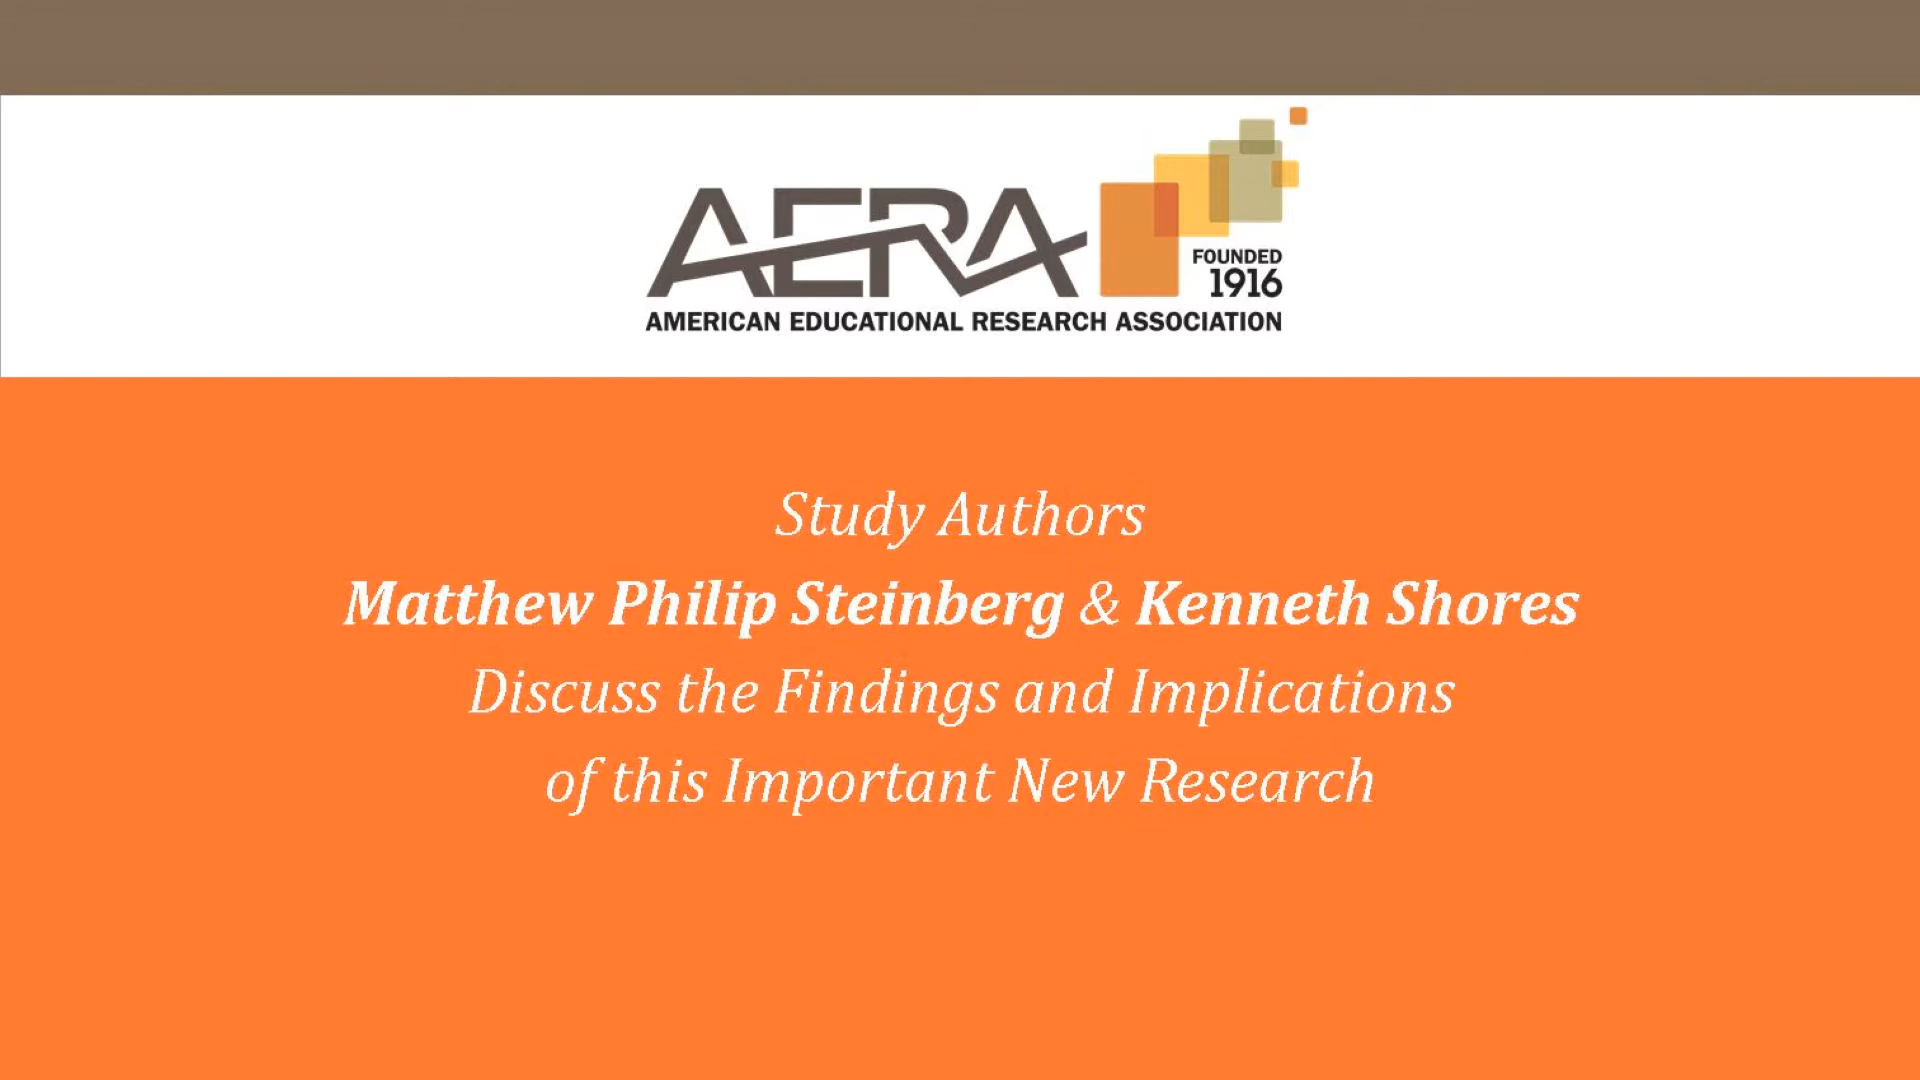 AERA
FOUNDED
1916
AMERICAN EDUCATIONAL RESEARCH ASSOCIATION
Study Authors
Matthew Philip Steinberg & Kenneth Shores
Discuss the Findings and Implications
of this Important New Research